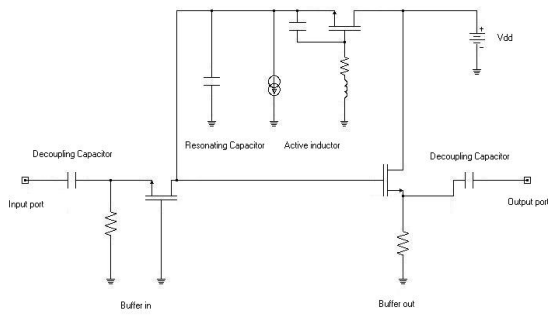 Vdd
Decoupling Capacitor
Resonating Capacitor
Active inductor
Decoupling Capacitor
Input port
Output port
Buffer in
Buffer out